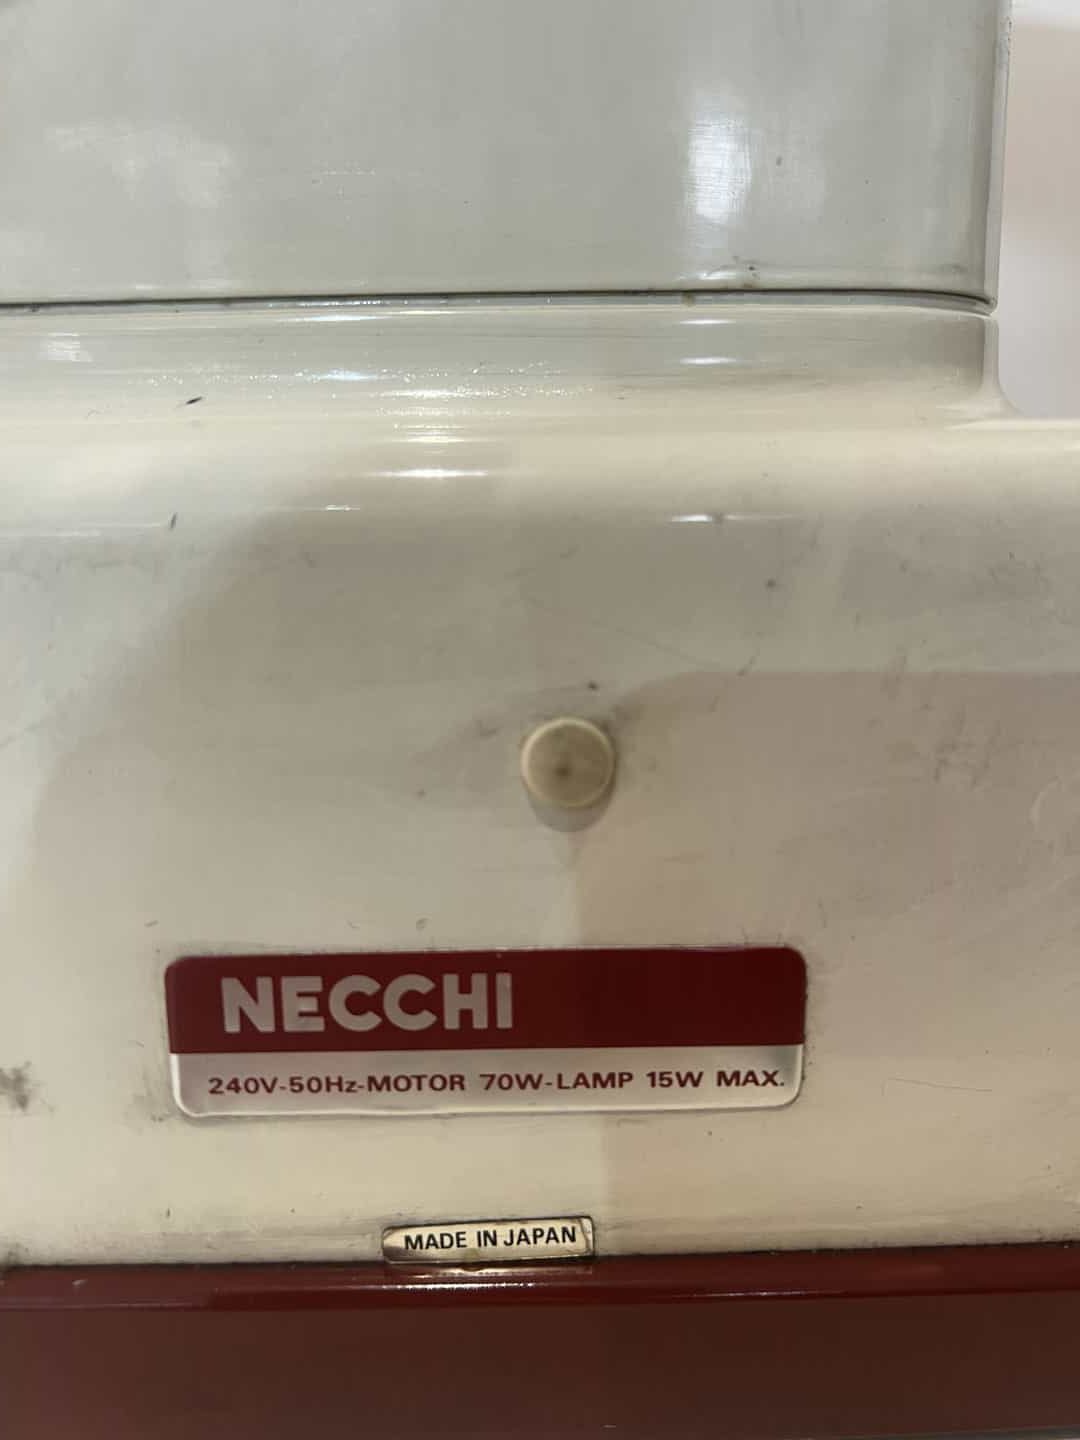 NECCHI
240V-50Hz-MOTOR 70W-LAMP 15W MAX.
MADE IN JAPAN